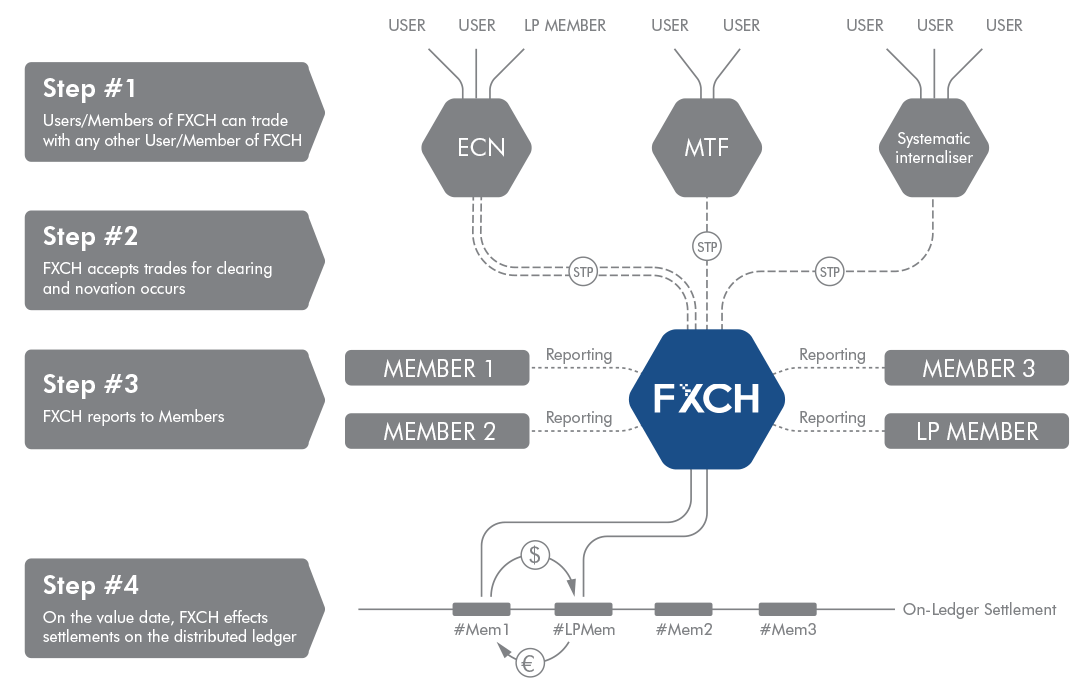 USER USER LP MEMBER USER USER USER USER USER
Step #1
Users/Members of FXCH can trade
with any other User/Member of FXCH
ECN
MTF
Systematic
internaliser
Step #2
FXCH accepts trades for clearing
and novation occurs
STP
STP
STP
Step #3
FXCH reports to Members
MEMBER 1
Reporting
MEMBER 2
Reporting
FXCH
Reporting
MEMBER 3
Reporting
LP MEMBER
Step #4
On the value date, FXCH effects
settlements on the distributed ledger
$
On-Ledger Settlement
#Mem1 #LPMem #Mem2 #Mem3
€